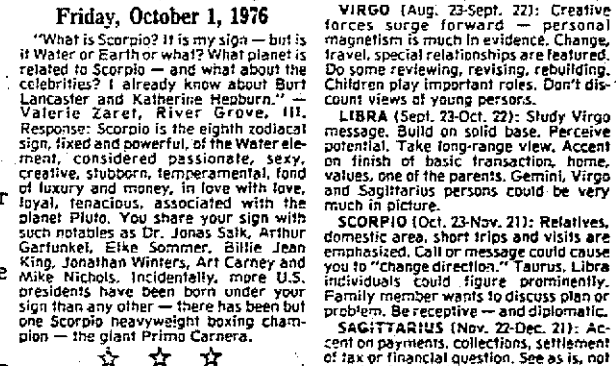 Friday, October 1, 1976
"What is Scorpio? It is my sign — but is
it Water or Earth or what? What planet is
related to Scorpio — and what about the
celebrities? I already know about Burt
Lancaster and Katherine Hepburn." —
Valerie Zaret, River Grove, Ill.
Response: Scorpio is the eighth zodiacal
sign, fixed and powerful, of the Water ele-
ment, considered passionate, sexy,
creative, stubborn, temperamental, fond
of luxury and money, in love with love,
loyal, tenacious, associated with the
planet Pluto. You share your sign with
such notables as Dr. Jonas Salk, Arthur
Garfunkel, Elke Sommer, Billie Jean
King, Jonathan Winters, Art Carney and
Mike Nichols. Incidentally, more U.S.
presidents have been born under your
sign than any other — there has been but
one Scorpio heavyweight boxing cham-
pion — the giant Primo Carnera.
r
e
VIRGO (Aug. 23-Sept. 22): Creative
forces surge forward — personal
magnetism is much in evidence. Change,
travel, special relationships are featured.
Do some reviewing, revising, rebuilding.
Children play important roles. Don't dis-
count views of young persons.
LIBRA (Sept. 23-Oct. 22): Study Virgo
message. Build on solid base. Perceive
potential. Take long-range view. Accent
on finish of basic transaction, home,
values, one of the parents. Gemini, Virgo
and Sagittarius persons could be very
much in picture.
SCORPIO (Oct. 23-Nov. 21): Relatives,
domestic area, short trips and visits are
emphasized. Call or message could cause
you to "change direction." Taurus, Libra
individuals could figure prominently.
Family member wants to discuss plan or
problem. Be receptive — and diplomatic.
SAGITTARIUS (Nov. 22-Dec. 21): Ac-
cent on payments, collections, settlement
of tax or financial question. See as is, not